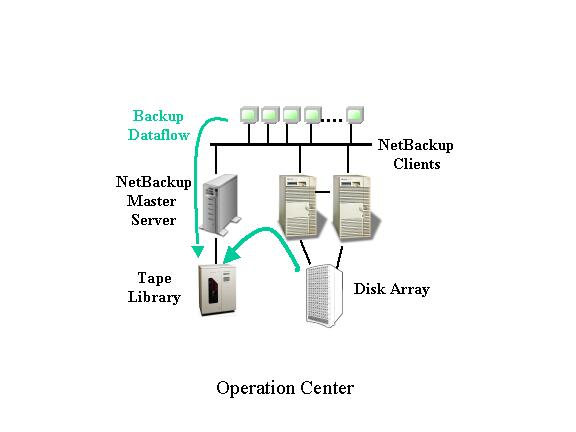 Backup
Dataflow
NetBackup
Clients
NetBackup
Master
Server
Tape
Library
Disk Array
Operation Center